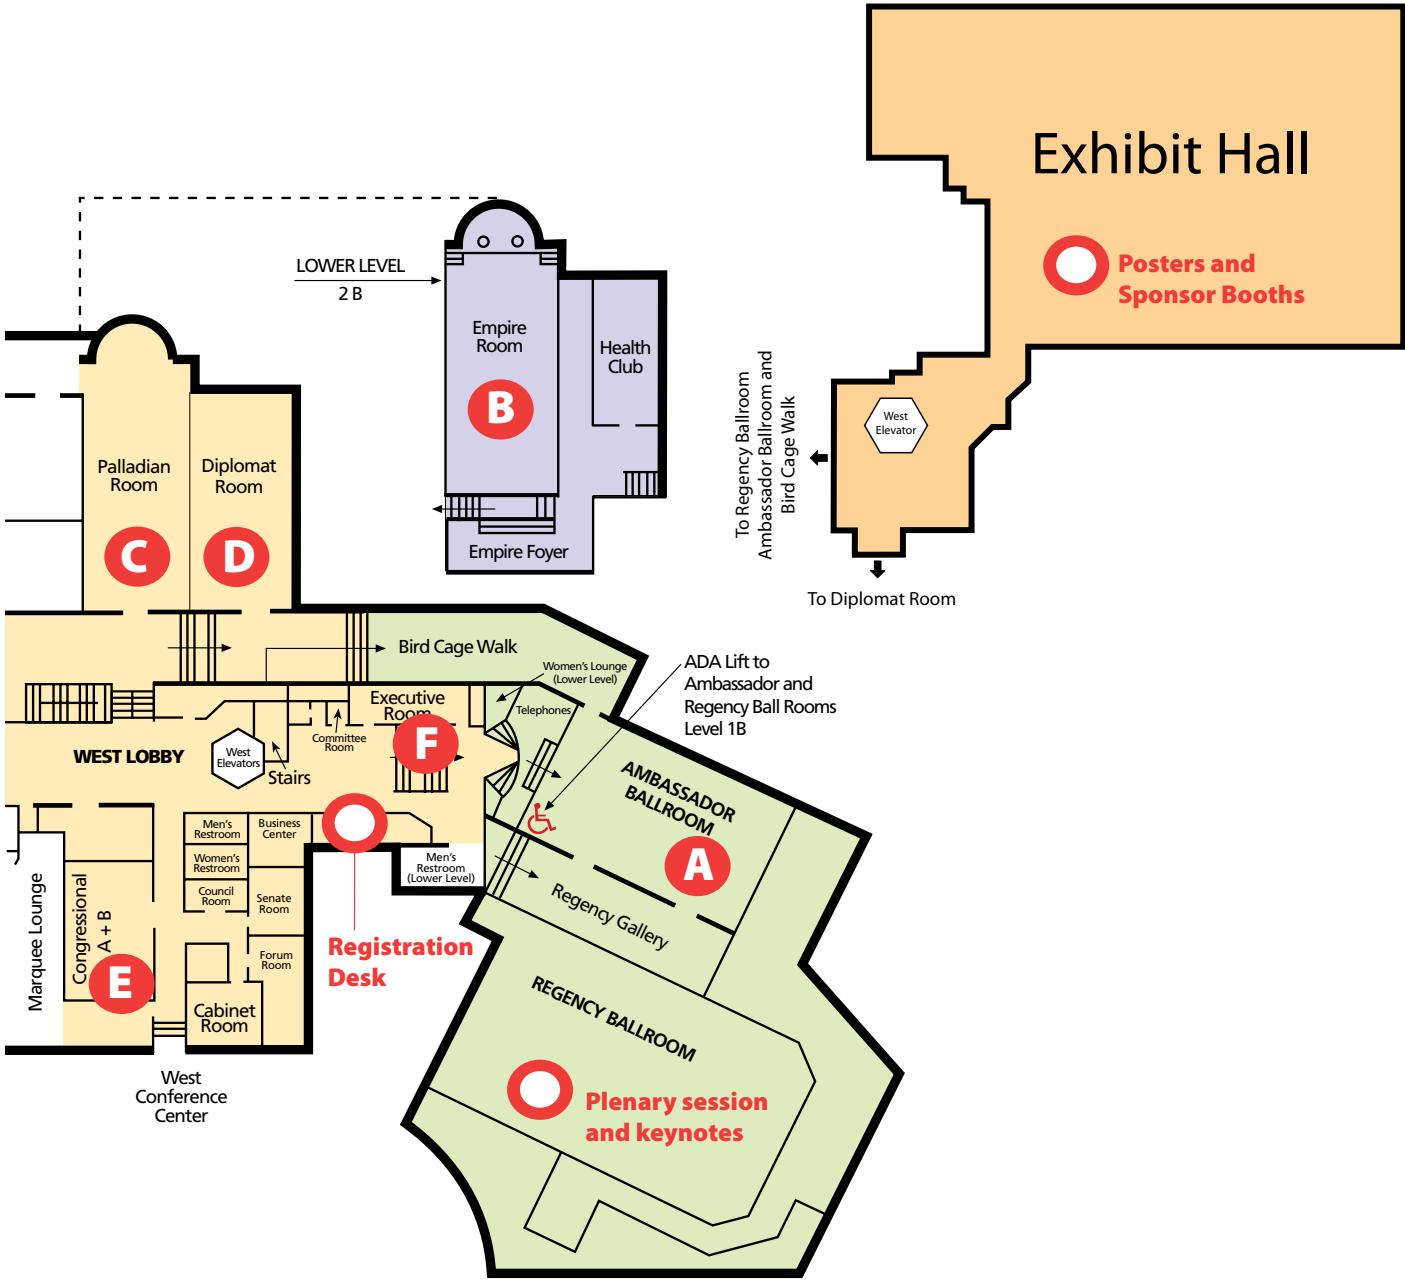 Exhibit Hall
Posters and
Sponsor Booths
West
Elevator
To Regency Ballroom
Ambassador Ballroom and
Bird Cage Walk
To Diplomat Room
LOWER LEVEL
2 B
Empire
Room
B
Health
Club
Empire Foyer
Palladian
Room
C
Diplomat
Room
D
Bird Cage Walk
Women's Lounge
(Lower Level)
ADA Lift to
Ambassador and
Regency Ball Rooms
Level 1B
Executive
Room
F
Telephones
Committee
Room
WEST LOBBY
West
Elevators
Stairs
AMBASSADOR
BALLROOM
A
Men's
Restroom
Business
Center
Women's
Restroom
Men's
Restroom
(Lower Level)
Council
Room
Senate
Room
Regency Gallery
Marquee Lounge
Congressional
A + B
E
Registration
Desk
Forum
Room
Cabinet
Room
REGENCY BALLROOM
West
Conference
Center
Plenary session
and keynotes